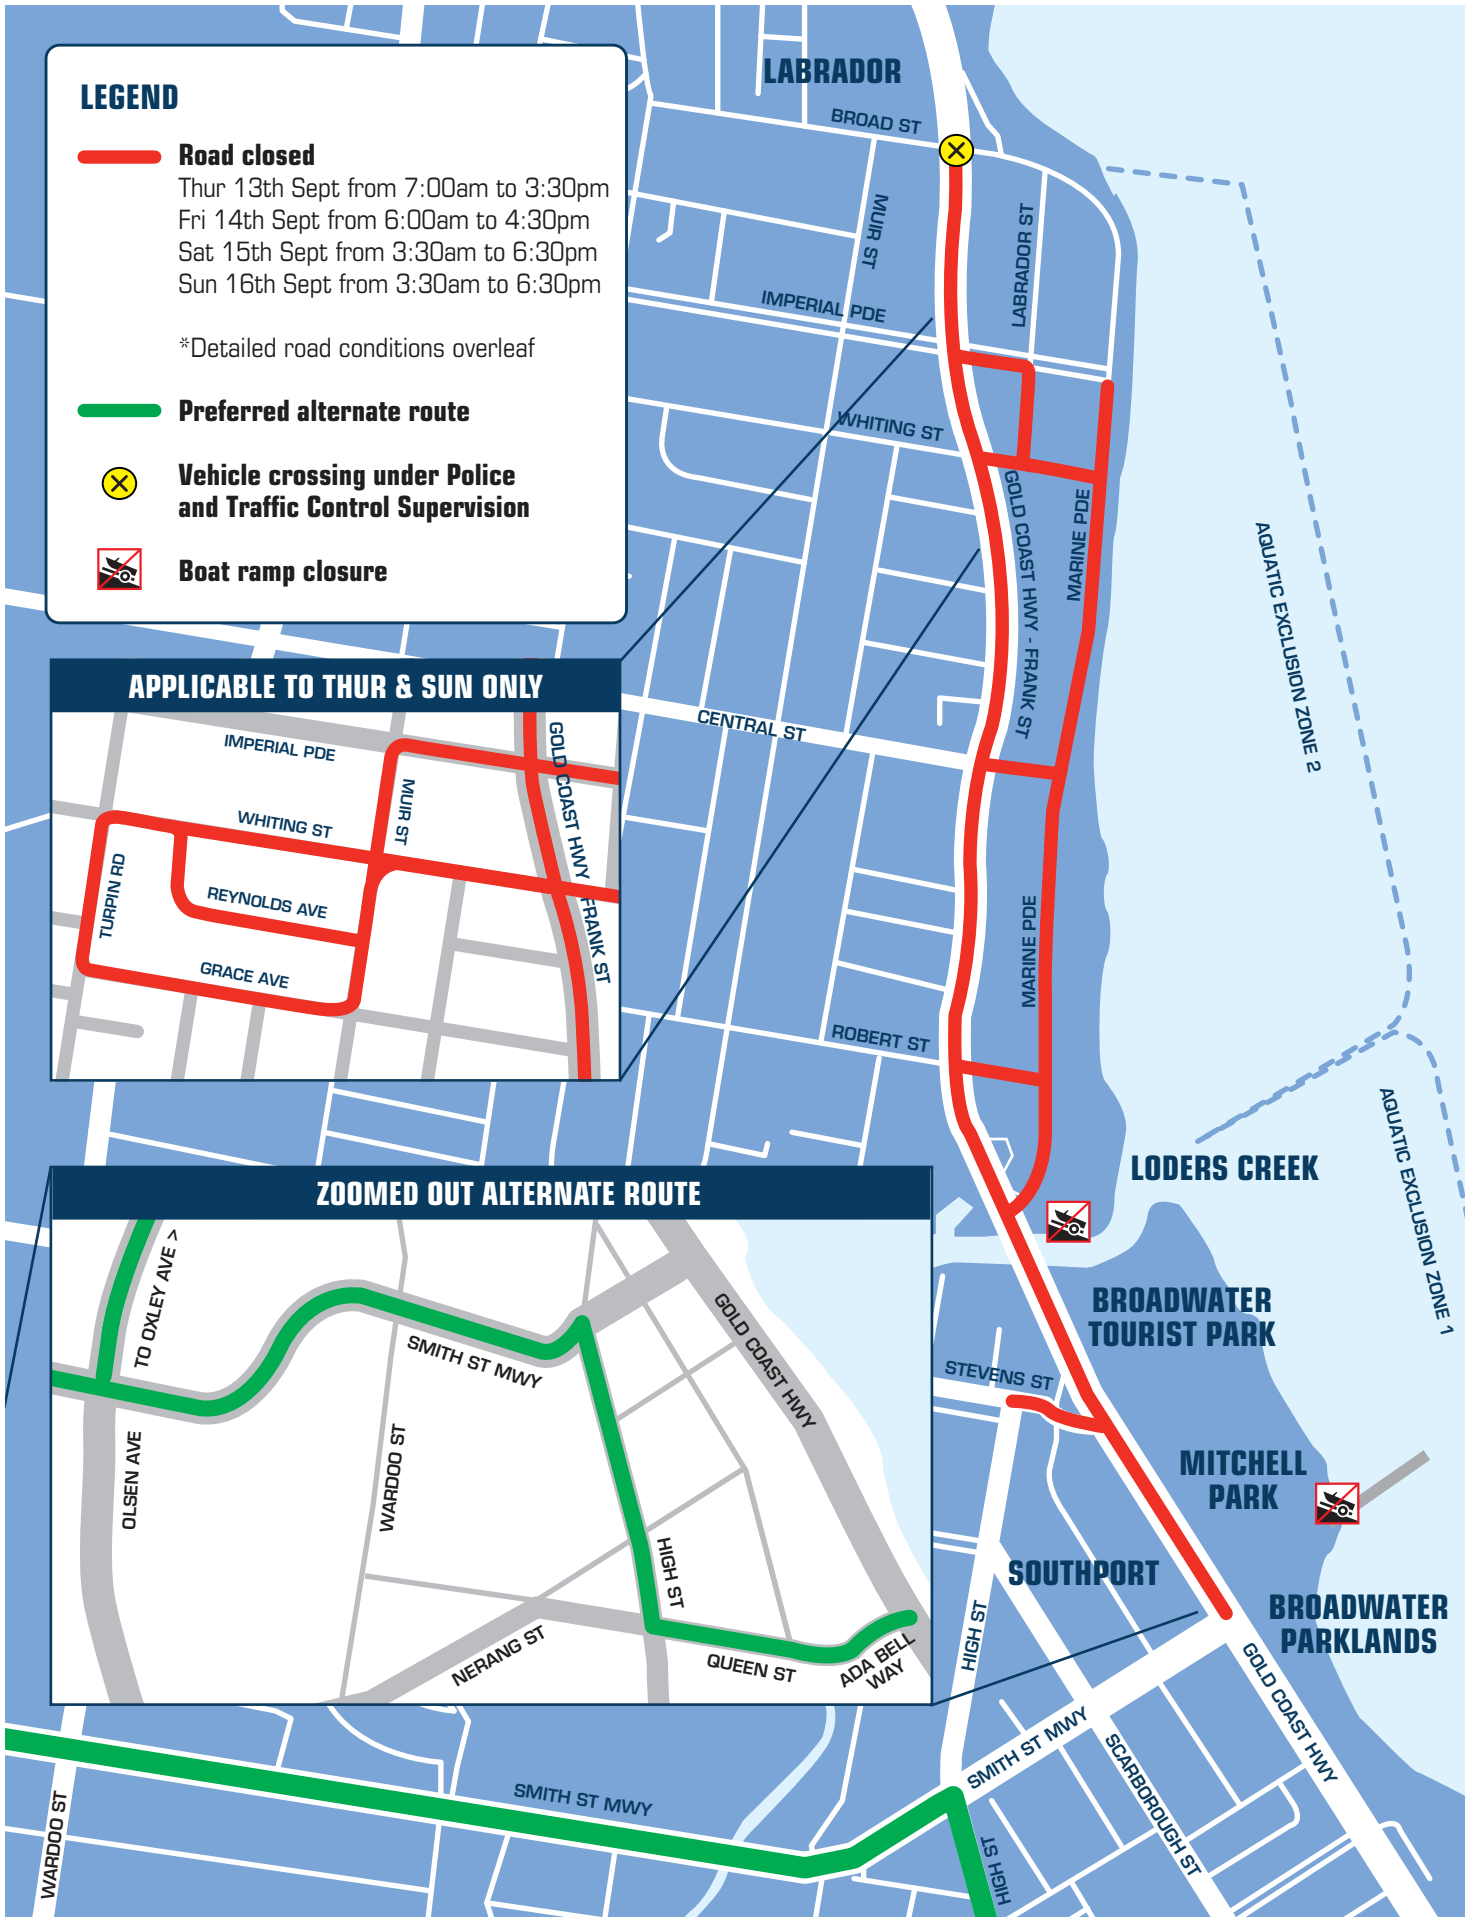 LEGEND
Road closed
Thur 13th Sept from 7:00am to 3:30pm
Fri 14th Sept from 6:00am to 4:30pm
Sat 15th Sept from 3:30am to 6:30pm
Sun 16th Sept from 3:30am to 6:30pm
*Detailed road conditions overleaf
Preferred alternate route
Vehicle crossing under Police
and Traffic Control Supervision
Boat ramp closure
LABRADOR
BROAD ST
MUIR ST
LABRADOR ST
IMPERIAL PDE
WHITING ST
GOLD COAST HWY - FRANK ST
MARINE PDE
AQUATIC EXCLUSION ZONE 2
CENTRAL ST
MARINE PDE
ROBERT ST
APPLICABLE TO THUR & SUN ONLY
IMPERIAL PDE
MUIR ST
GOLD COAST HWY FRANK ST
WHITING ST
TURPIN RD
REYNOLDS AVE
GRACE AVE
LODERS CREEK
AQUATIC EXCLUSION ZONE 1
ZOOMED OUT ALTERNATE ROUTE
TO OXLEY AVE >
SMITH ST MWY
GOLD COAST HWY
OLSEN AVE
WARDOO ST
HIGH ST
NERANG ST
QUEEN ST
ADA BELL
WAY
BROADWATER
TOURIST PARK
STEVENS ST
MITCHELL
PARK
SOUTHPORT
BROADWATER
PARKLANDS
HIGH ST
GOLD COAST HWY
SMITH ST MWY
SCARBOROUGH ST
SMITH ST MWY
WARDOO ST
HIGH ST